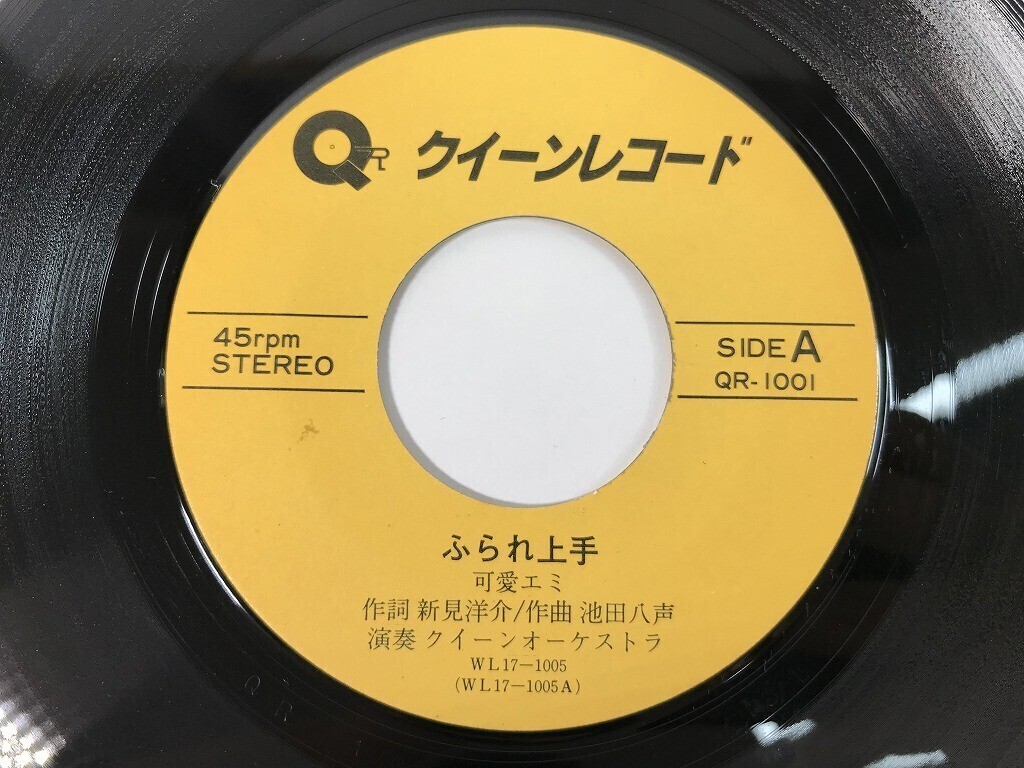 QR クイーンレコード
45rpm
STEREO
SIDE A
QR-1001
ふられ上手
可愛エミ
作詞 新見洋介/作曲 池田八声
演奏 クイーンオーケストラ
WL17-1005
(WL17-1005A)
Q R